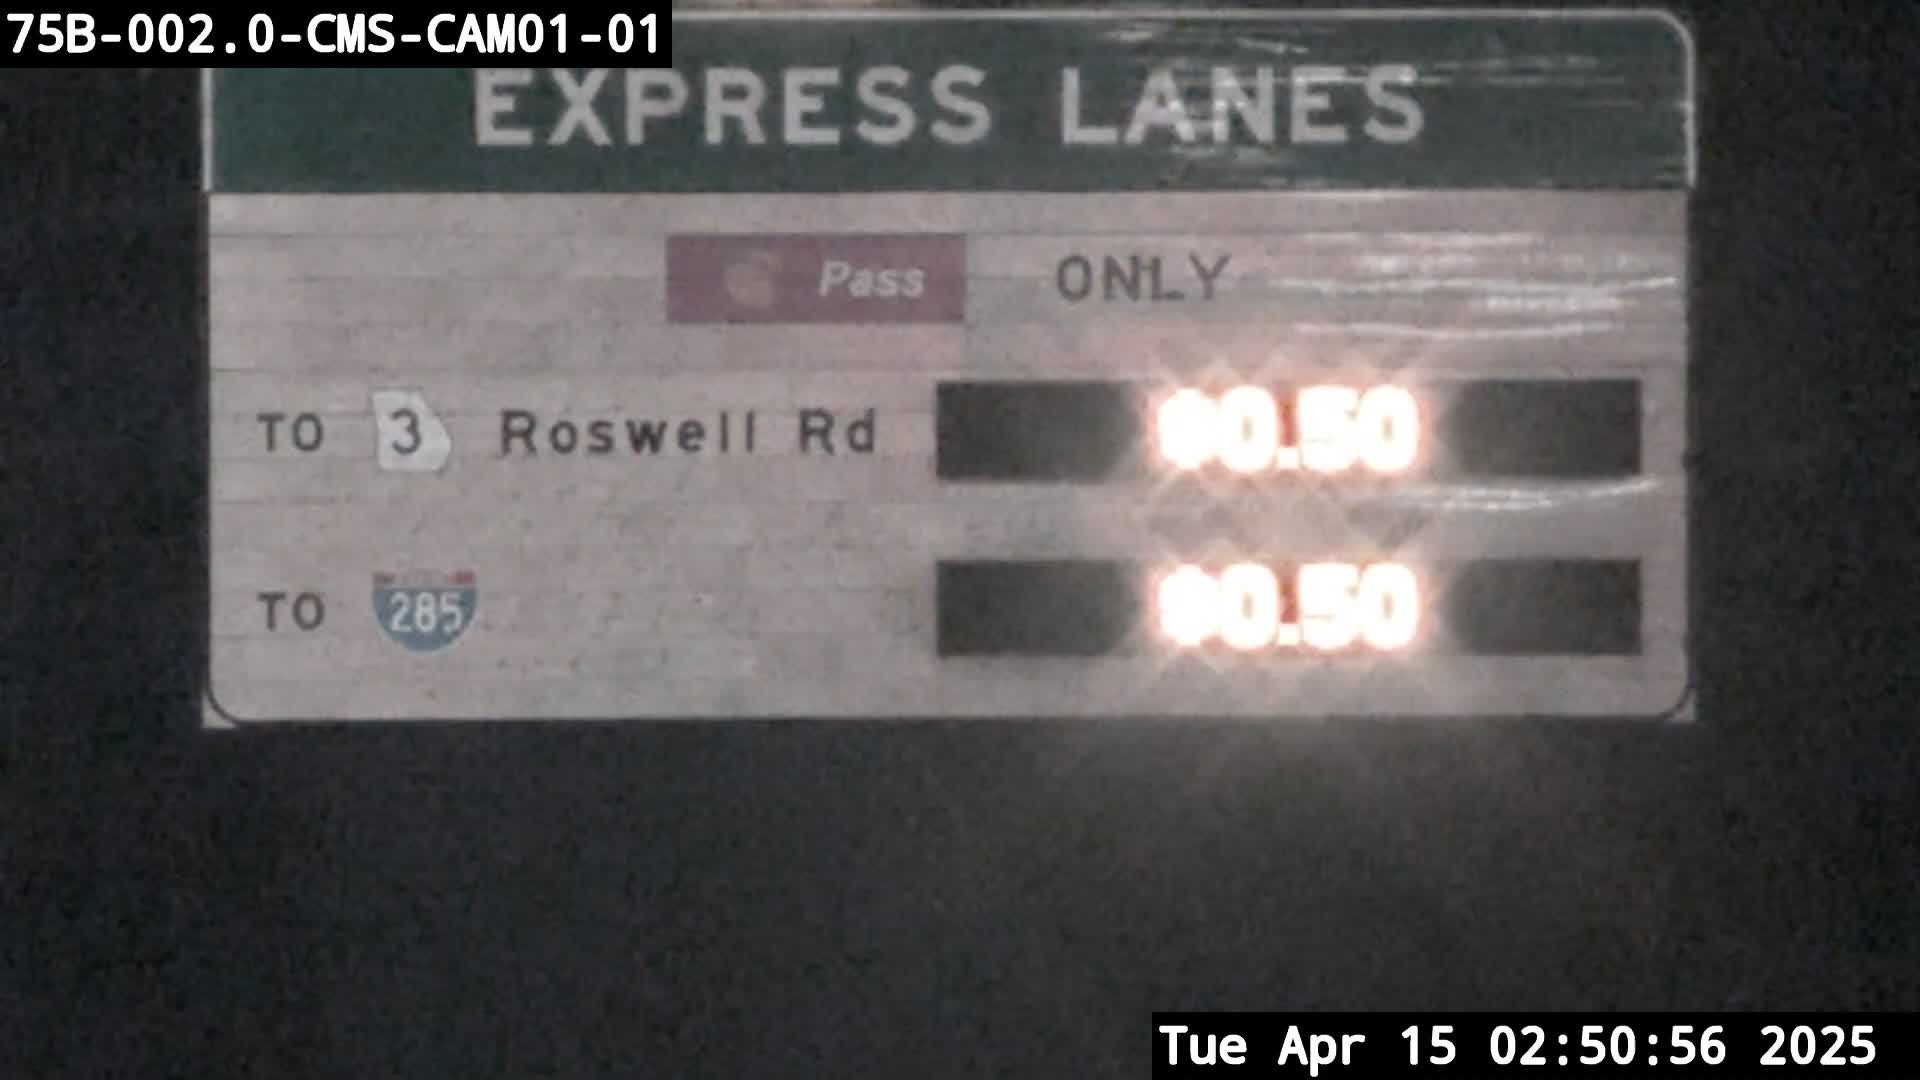 75B-002.0-CMS-CAM01-01
EXPRESS LANES
Pass ONLY
TO 3 Roswell Rd $0.50
TO 285 $0.50
Tue Apr 15 02:50:56 2025